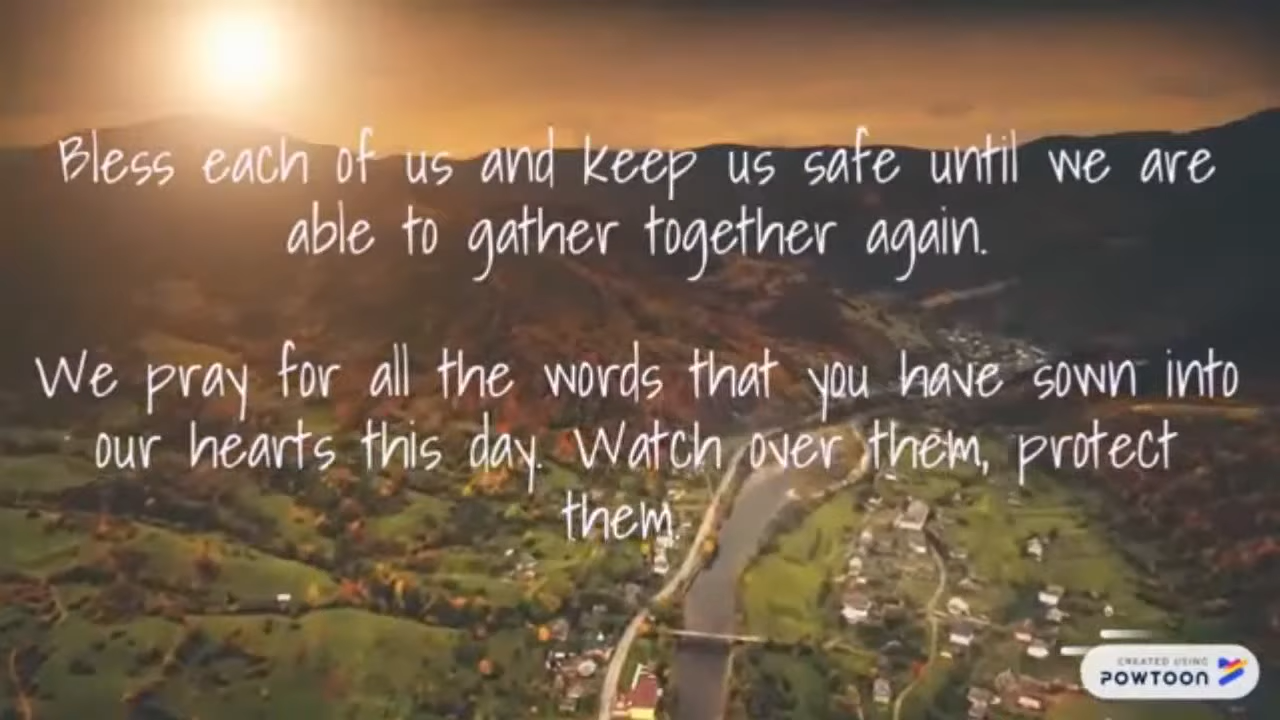 Bless each of us and keep us safe until we are
able to gather together again.
We pray for all the words that you have sown into
our hearts this day. Watch over them, protect
them.
CREATED USING
POWTOON